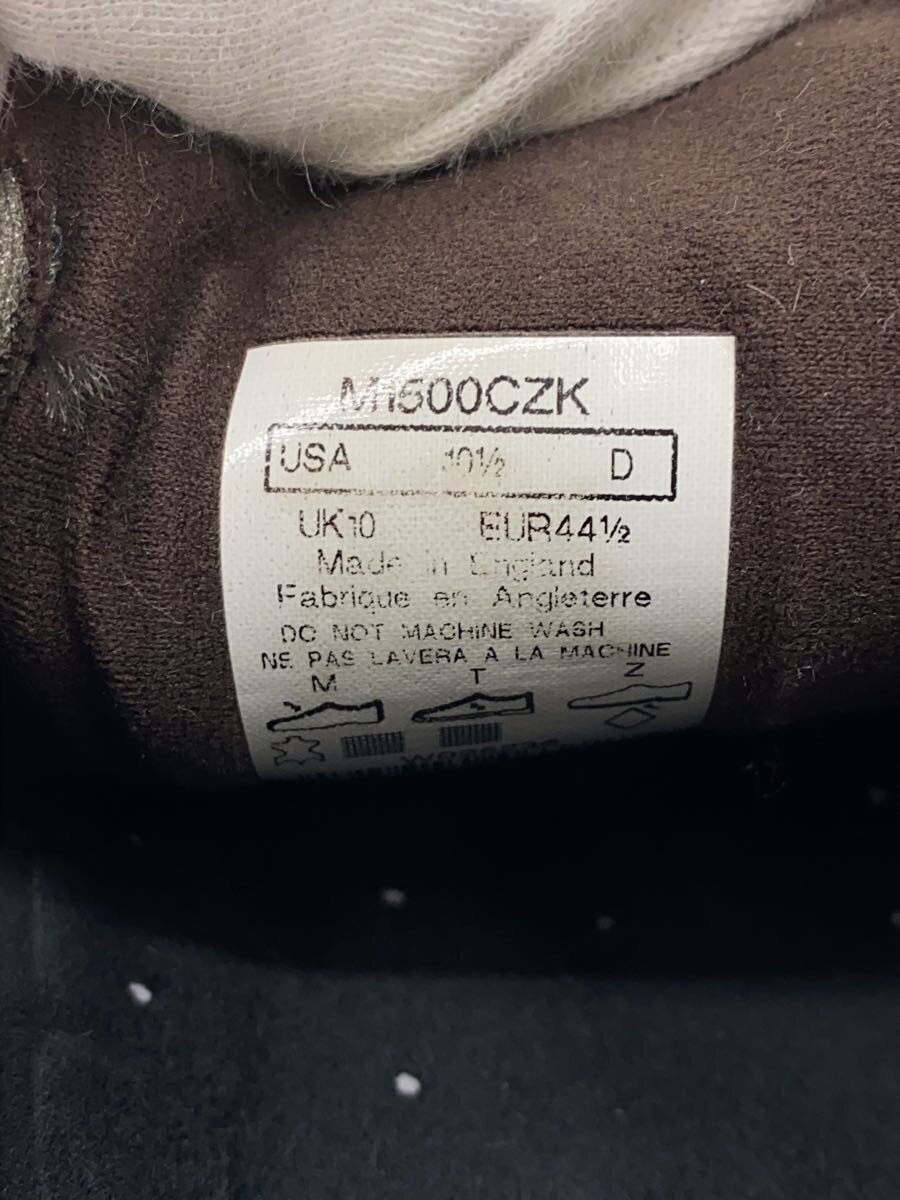 M1500CZK
USA 10½ D
UK10 EUR44½
Made in England
Fabrique en Angleterre
DO NOT MACHINE WASH
NE PAS LAVERA A LA MACHINE
M T Z